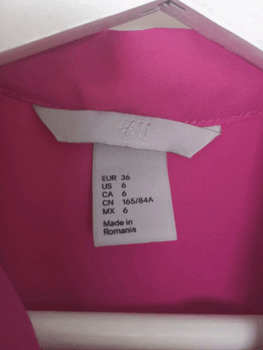 H&M
EUR 36
US 6
CA 6
CN 165/84A
MX 6
Made in
Romania